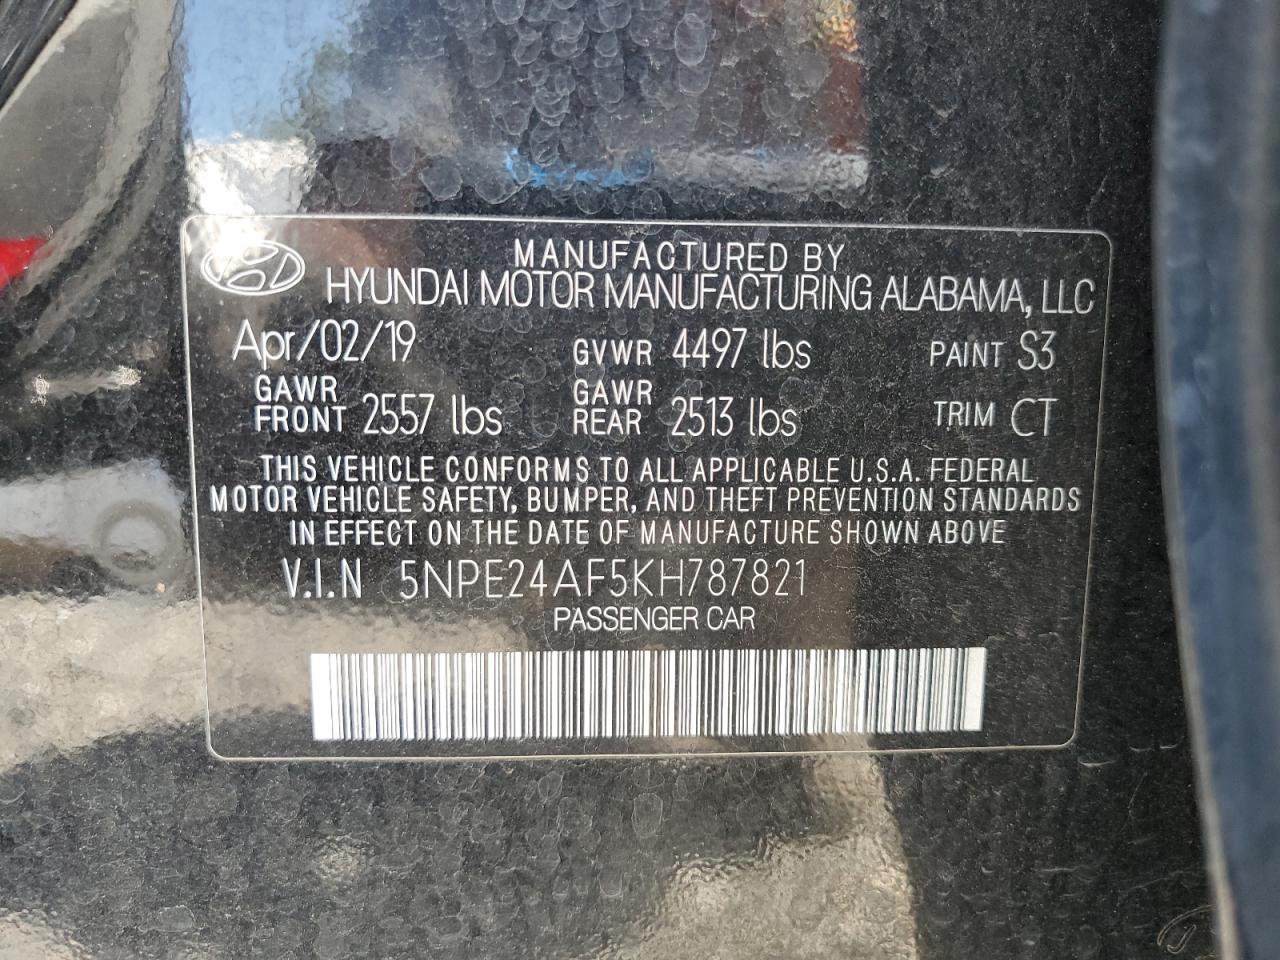 MANUFACTURED BY
HYUNDAI MOTOR MANUFACTURING ALABAMA, LLC
Apr/02/19 GVWR 4497 lbs PAINT S3
GAWR FRONT 2557 lbs GAWR REAR 2513 lbs TRIM CT
THIS VEHICLE CONFORMS TO ALL APPLICABLE U.S.A. FEDERAL
MOTOR VEHICLE SAFETY, BUMPER, AND THEFT PREVENTION STANDARDS
IN EFFECT ON THE DATE OF MANUFACTURE SHOWN ABOVE
V.I.N 5NPE24AF5KH787821
PASSENGER CAR